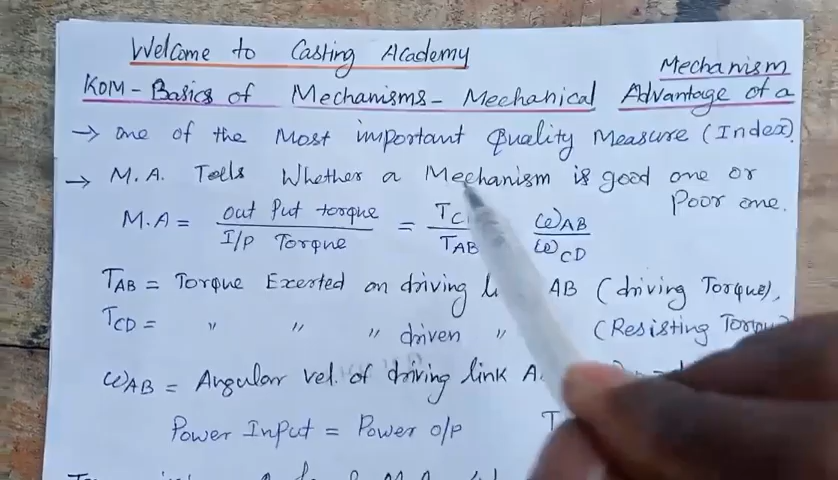 Welcome to Casting Academy
KOM - Basics of Mechanisms - Mechanical Advantage of a Mechanism
→ One of the Most important Quality Measure (Index).
→ M.A. Tells Whether a Mechanism is good one or Poor one.
M.A = Out Put torque / I/P Torque = TC / TAB ωAB / ωCD
TAB = Torque Exerted on driving AB (driving Torque),
TCD = " " " driven " (Resisting
ωAB = Angular vel. of driving link A
Power Input = Power O/P T